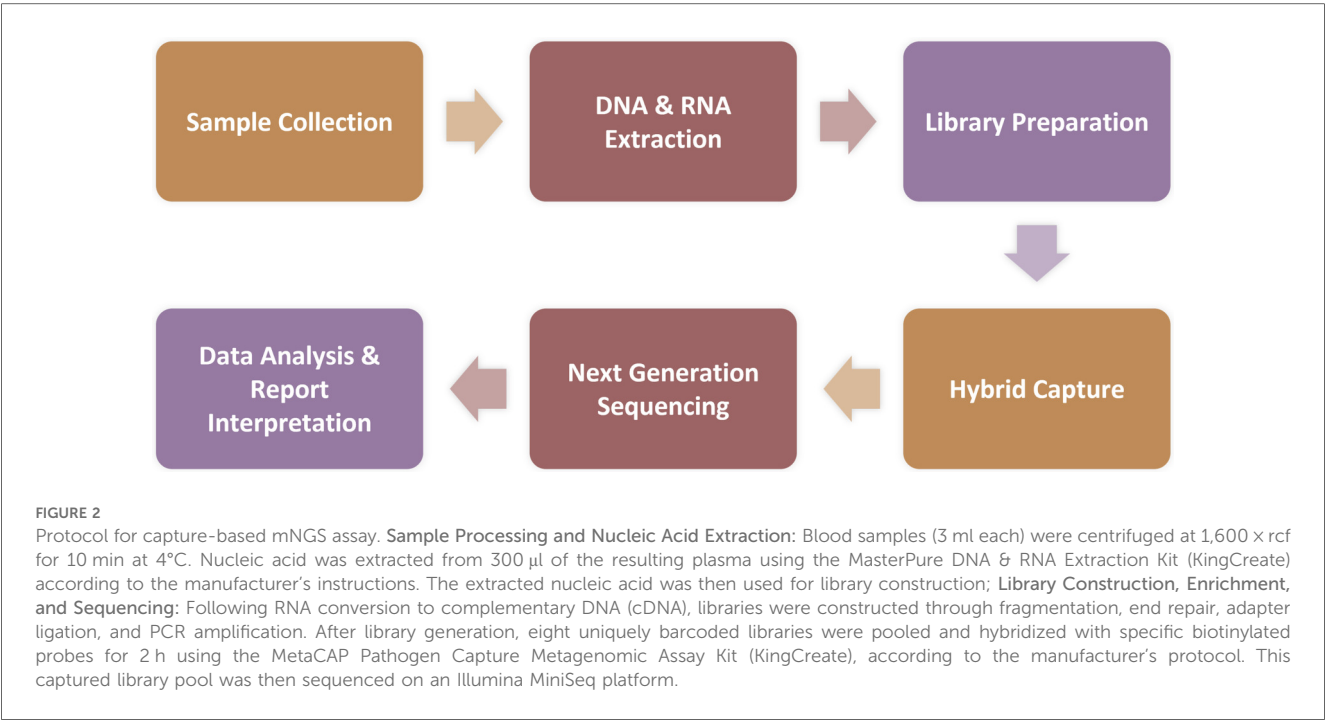 Sample Collection
DNA & RNA
Extraction
Library Preparation
Data Analysis &
Report
Interpretation
Next Generation
Sequencing
Hybrid Capture
FIGURE 2
Protocol for capture-based mNGS assay. Sample Processing and Nucleic Acid Extraction: Blood samples (3 ml each) were centrifuged at 1,600 × rcf
for 10 min at 4°C. Nucleic acid was extracted from 300 µl of the resulting plasma using the MasterPure DNA & RNA Extraction Kit (KingCreate)
according to the manufacturer's instructions. The extracted nucleic acid was then used for library construction; Library Construction, Enrichment,
and Sequencing: Following RNA conversion to complementary DNA (cDNA), libraries were constructed through fragmentation, end repair, adapter
ligation, and PCR amplification. After library generation, eight uniquely barcoded libraries were pooled and hybridized with specific biotinylated
probes for 2 h using the MetaCAP Pathogen Capture Metagenomic Assay Kit (KingCreate), according to the manufacturer's protocol. This
captured library pool was then sequenced on an Illumina MiniSeq platform.